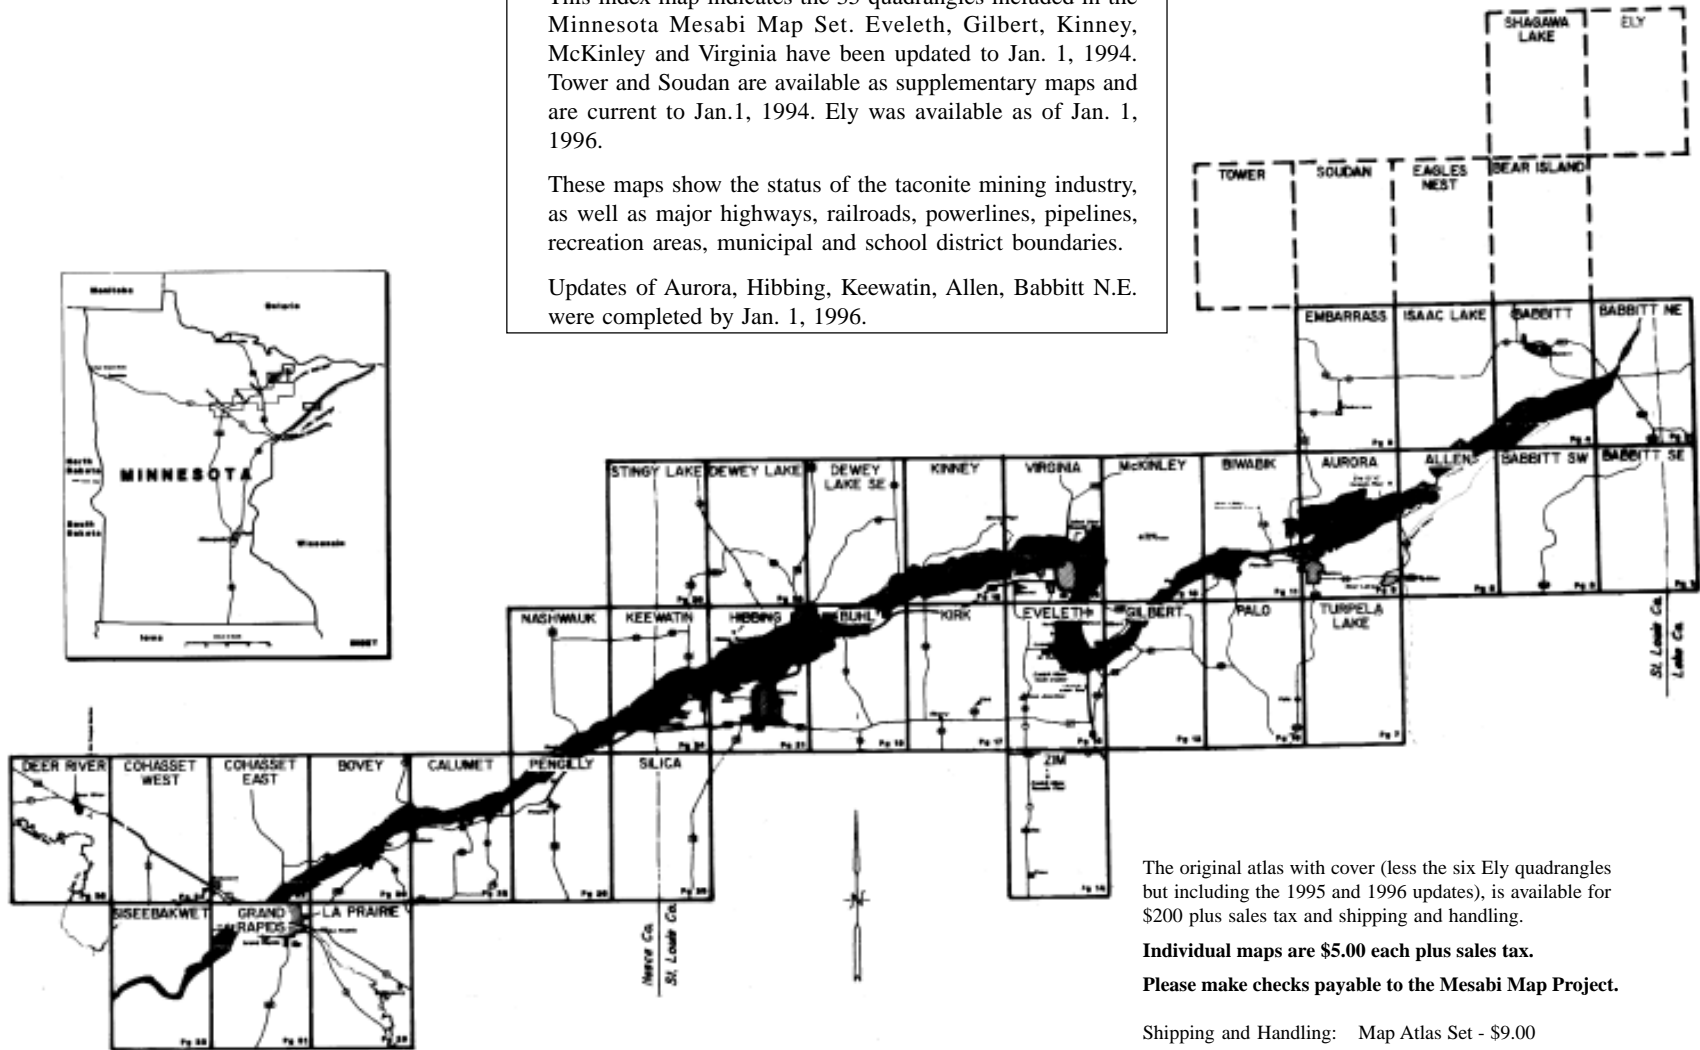 This index map indicates the 35 quadrangles included in the
Minnesota Mesabi Map Set. Eveleth, Gilbert, Kinney,
McKinley and Virginia have been updated to Jan. 1, 1994.
Tower and Soudan are available as supplementary maps and
are current to Jan.1, 1994. Ely was available as of Jan. 1,
1996.
These maps show the status of the taconite mining industry,
as well as major highways, railroads, powerlines, pipelines,
recreation areas, municipal and school district boundaries.
Updates of Aurora, Hibbing, Keewatin, Allen, Babbitt N.E.
were completed by Jan. 1, 1996.
SHAGAWA
LAKE
ELY
TOWER
SOUDAN
EAGLES
NEST
BEAR ISLAND
Manitoba
Ontario
North
Dakota
MINNESOTA
South
Dakota
Wisconsin
Iowa
EMBARRASS
ISAAC LAKE
BABBITT
BABBITT NE
STINGY LAKE
DEWEY LAKE
DEWEY
LAKE SE
KINNEY
VIRGINIA
McKINLEY
BIWABIK
AURORA
ALLEN
BABBITT SW
BABBITT SE
NASHWAUK
KEEWATIN
HIBBING
BUHL
KIRK
EVELETH
GILBERT
PALO
TURPELA
LAKE
St. Louis Co.
Lake Co.
DEER RIVER
COHASSET
WEST
COHASSET
EAST
BOVEY
CALUMET
PENGILLY
SILICA
ZIM
SISEEBAKWET
GRAND
RAPIDS
LA PRAIRIE
Itasca Co.
St. Louis Co.
N
The original atlas with cover (less the six Ely quadrangles
but including the 1995 and 1996 updates), is available for
$200 plus sales tax and shipping and handling.
Individual maps are $5.00 each plus sales tax.
Please make checks payable to the Mesabi Map Project.
Shipping and Handling: Map Atlas Set - $9.00